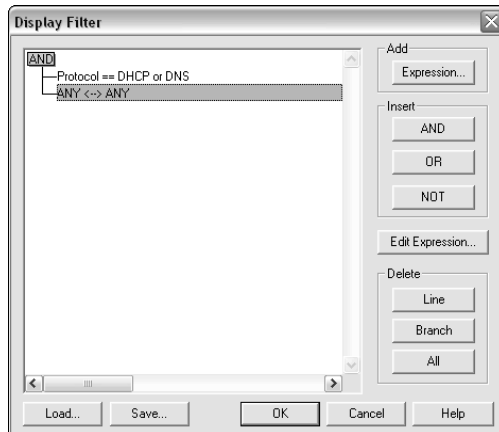 Display Filter
AND
Protocol == DHCP or DNS
ANY <--> ANY
Add
Expression...
Insert
AND
OR
NOT
Edit Expression...
Delete
Line
Branch
All
Load...
Save...
OK
Cancel
Help